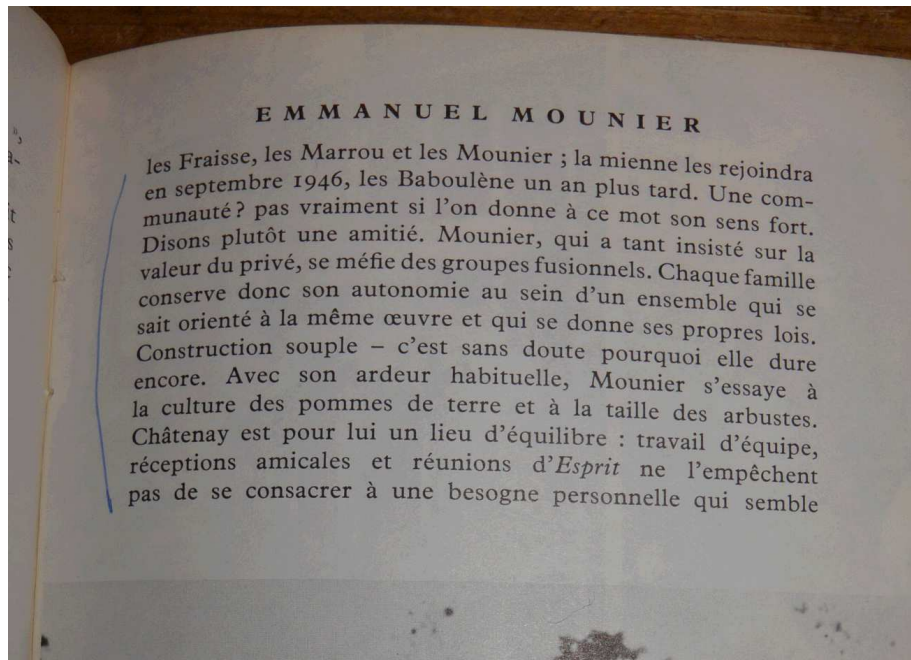 EMMANUEL MOUNIER
les Fraisse, les Marrou et les Mounier ; la mienne les rejoindra
en septembre 1946, les Baboulène un an plus tard. Une com-
munauté ? pas vraiment si l'on donne à ce mot son sens fort.
Disons plutôt une amitié. Mounier, qui a tant insisté sur la
valeur du privé, se méfie des groupes fusionnels. Chaque famille
conserve donc son autonomie au sein d'un ensemble qui se
sait orienté à la même œuvre et qui se donne ses propres lois.
Construction souple – c'est sans doute pourquoi elle dure
encore. Avec son ardeur habituelle, Mounier s'essaye à
la culture des pommes de terre et à la taille des arbustes.
Châtenay est pour lui un lieu d'équilibre : travail d'équipe,
réceptions amicales et réunions d'Esprit ne l'empêchent
pas de se consacrer à une besogne personnelle qui semble